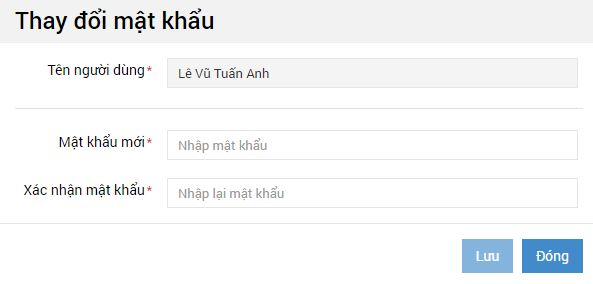 Thay đổi mật khẩu
Tên người dùng* Lê Vũ Tuấn Anh
Mật khẩu mới* Nhập mật khẩu
Xác nhận mật khẩu* Nhập lại mật khẩu
Lưu Đóng